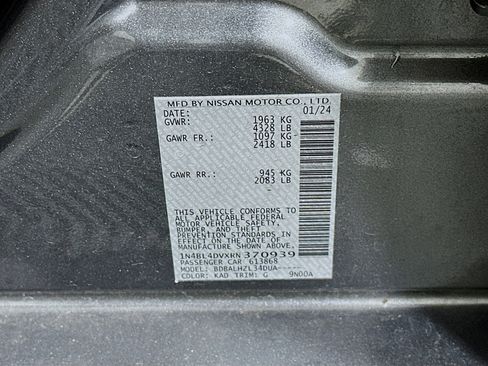 MFD BY NISSAN MOTOR CO., LTD.
DATE: 01/24
GVWR: 1963 KG
4328 LB
GAWR FR.: 1097 KG
2418 LB
GAWR RR.: 945 KG
2083 LB
THIS VEHICLE CONFORMS TO ALL
APPLICABLE FEDERAL
MOTOR VEHICLE SAFETY,
BUMPER, AND THEFT
PREVENTION STANDARDS
IN EFFECT ON THE DATE OF
MANUFACTURE SHOWN ABOVE.
1N4BL4DVXRN370939
PASSENGER CAR 613868
MODEL: BDBALHZL34DUA-----
COLOR: KAD TRIM: G 9N00A